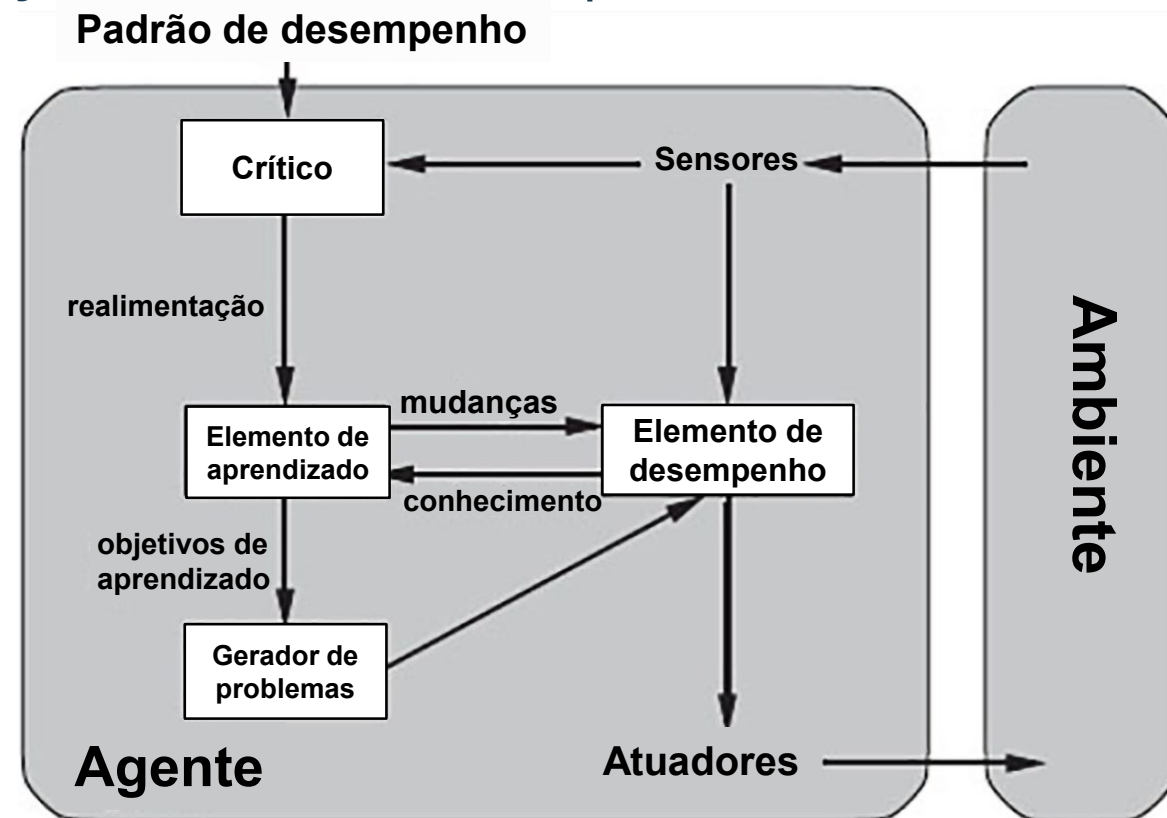 Padrão de desempenho
Crítico
Sensores
realimentação
mudanças
Elemento de
aprendizado
Elemento de
desempenho
conhecimento
objetivos de
aprendizado
Gerador de
problemas
Agente
Atuadores
Ambiente